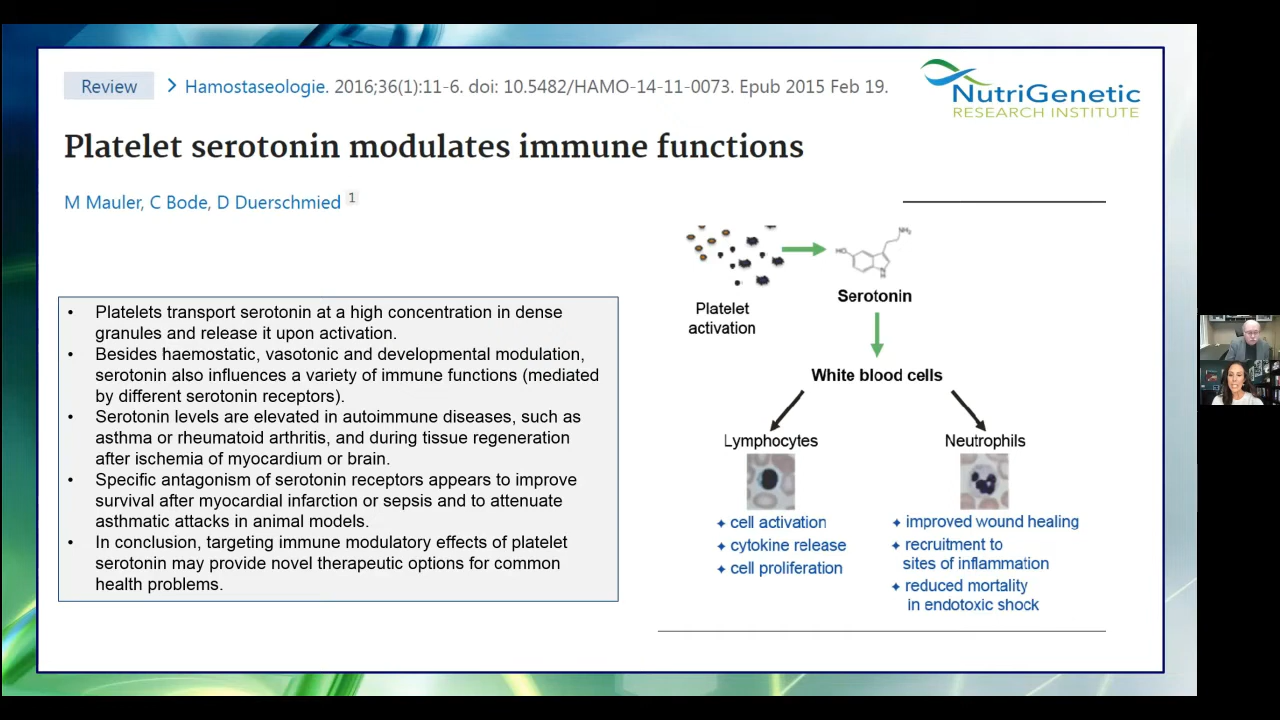 Review > Hamostaseologie. 2016;36(1):11-6. doi: 10.5482/HAMO-14-11-0073. Epub 2015 Feb 19.
NutriGenetic
RESEARCH INSTITUTE
Platelet serotonin modulates immune functions
M Mauler, C Bode, D Duerschmied 1
• Platelets transport serotonin at a high concentration in dense
granules and release it upon activation.
• Besides haemostatic, vasotonic and developmental modulation,
serotonin also influences a variety of immune functions (mediated
by different serotonin receptors).
• Serotonin levels are elevated in autoimmune diseases, such as
asthma or rheumatoid arthritis, and during tissue regeneration
after ischemia of myocardium or brain.
• Specific antagonism of serotonin receptors appears to improve
survival after myocardial infarction or sepsis and to attenuate
asthmatic attacks in animal models.
• In conclusion, targeting immune modulatory effects of platelet
serotonin may provide novel therapeutic options for common
health problems.
Platelet
activation
HO
NH₂
N
H
Serotonin
White blood cells
Lymphocytes
✦ cell activation
✦ cytokine release
✦ cell proliferation
Neutrophils
✦ improved wound healing
✦ recruitment to
sites of inflammation
✦ reduced mortality
in endotoxic shock